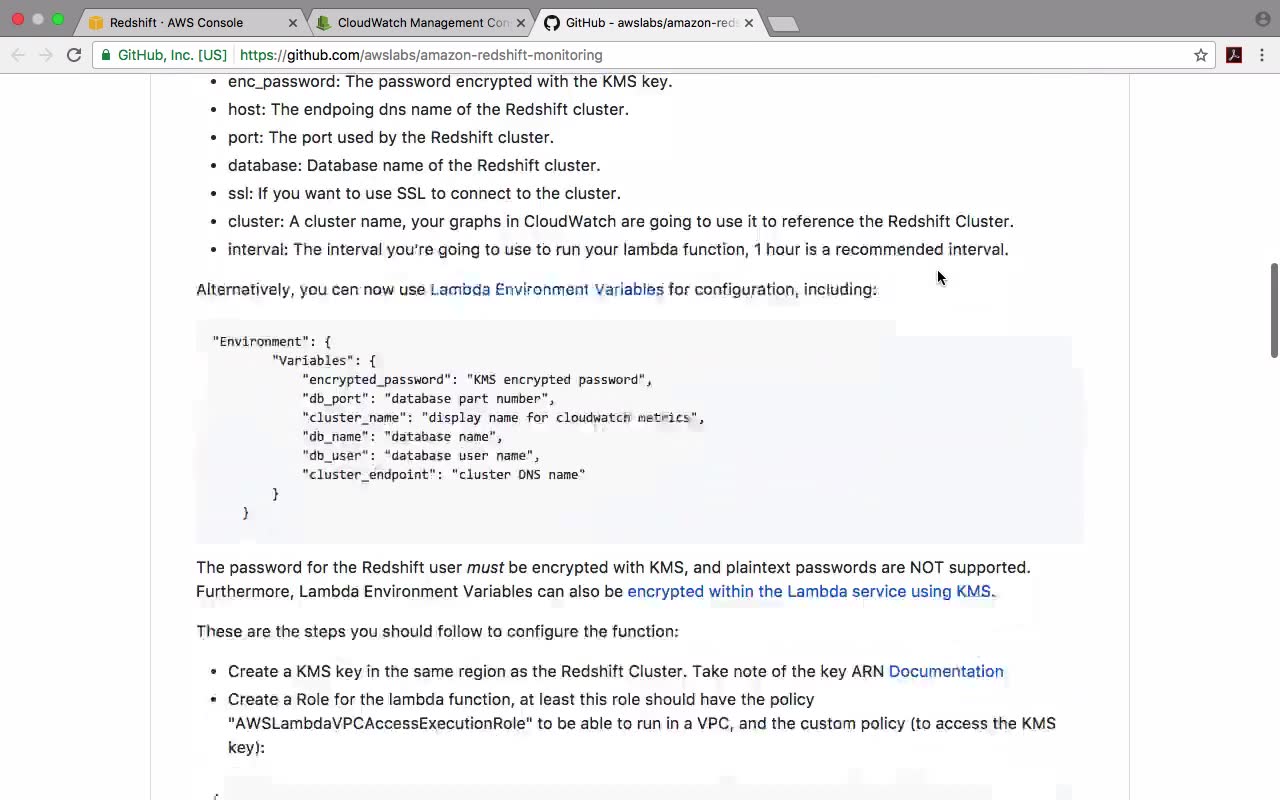 Redshift · AWS Console
CloudWatch Management Con
GitHub - awslabs/amazon-reds
GitHub, Inc. [US]
https://github.com/awslabs/amazon-redshift-monitoring
• enc_password: The password encrypted with the KMS key.
• host: The endpoing dns name of the Redshift cluster.
• port: The port used by the Redshift cluster.
• database: Database name of the Redshift cluster.
• ssl: If you want to use SSL to connect to the cluster.
• cluster: A cluster name, your graphs in CloudWatch are going to use it to reference the Redshift Cluster.
• interval: The interval you're going to use to run your lambda function, 1 hour is a recommended interval.
Alternatively, you can now use Lambda Environment Variables for configuration, including:
"Environment": {
"Variables": {
"encrypted_password": "KMS encrypted password",
"db_port": "database part number",
"cluster_name": "display name for cloudwatch metrics",
"db_name": "database name",
"db_user": "database user name",
"cluster_endpoint": "cluster DNS name"
}
}
The password for the Redshift user must be encrypted with KMS, and plaintext passwords are NOT supported.
Furthermore, Lambda Environment Variables can also be encrypted within the Lambda service using KMS.
These are the steps you should follow to configure the function:
• Create a KMS key in the same region as the Redshift Cluster. Take note of the key ARN Documentation
• Create a Role for the lambda function, at least this role should have the policy
"AWSLambdaVPCAccessExecutionRole" to be able to run in a VPC, and the custom policy (to access the KMS
key):
{